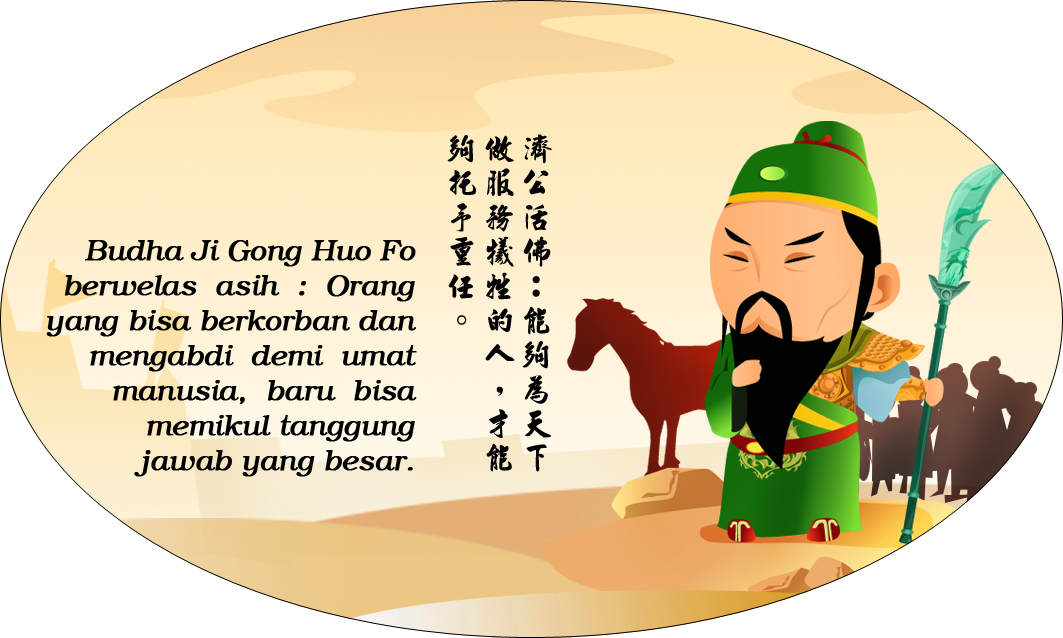 Budha Ji Gong Huo Fo
berwelas asih : Orang
yang bisa berkorban dan
mengabdi demi umat
manusia, baru bisa
memikul tanggung
jawab yang besar.
濟公活佛：能夠為天下
做服務犧牲的人，才能
夠托予重任。